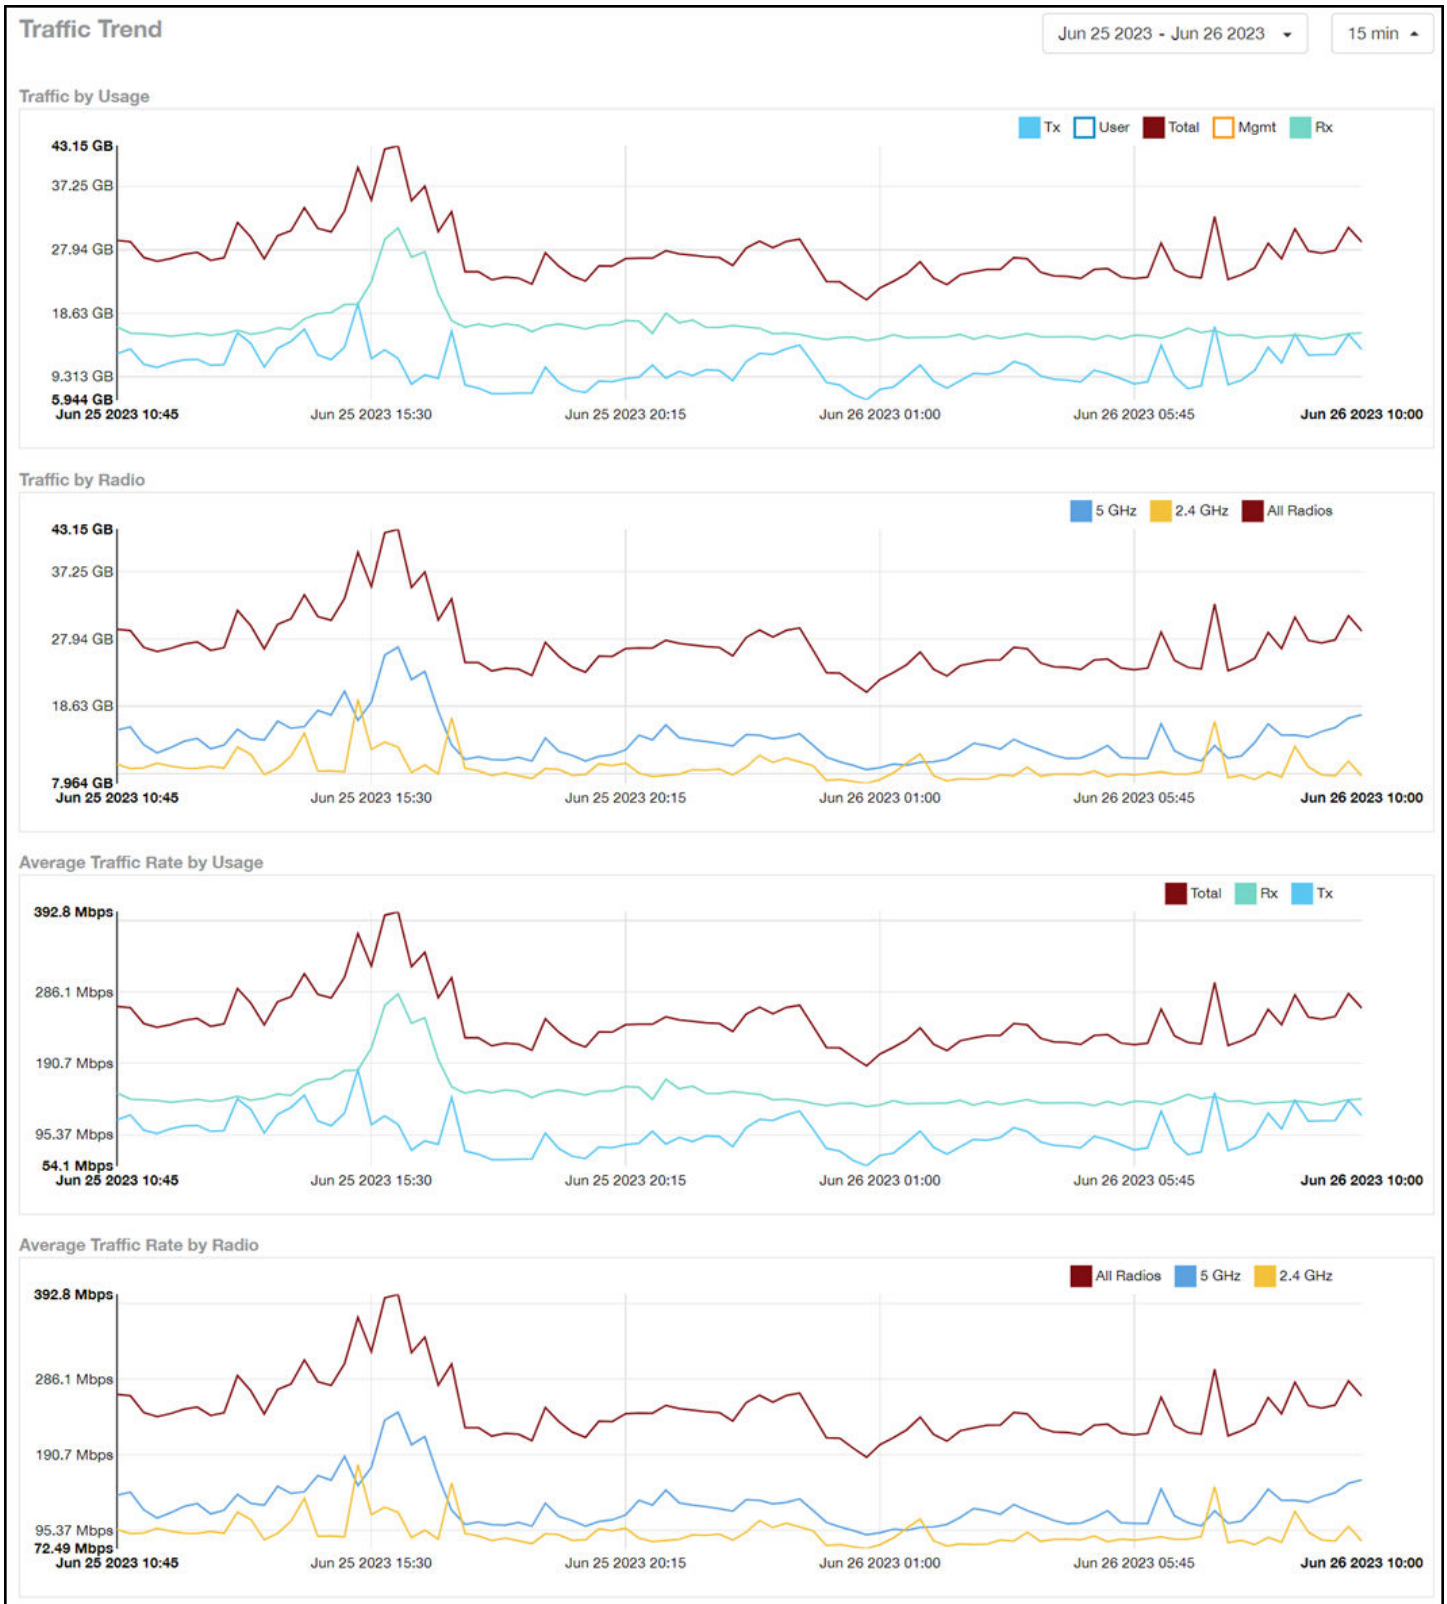 Traffic Trend
Jun 25 2023 - Jun 26 2023
15 min
Traffic by Usage
Tx User Total Mgmt Rx
43.15 GB
37.25 GB
27.94 GB
18.63 GB
9.313 GB
5.944 GB
Jun 25 2023 10:45 Jun 25 2023 15:30 Jun 25 2023 20:15 Jun 26 2023 01:00 Jun 26 2023 05:45 Jun 26 2023 10:00
Traffic by Radio
5 GHz 2.4 GHz All Radios
43.15 GB
37.25 GB
27.94 GB
18.63 GB
7.964 GB
Jun 25 2023 10:45 Jun 25 2023 15:30 Jun 25 2023 20:15 Jun 26 2023 01:00 Jun 26 2023 05:45 Jun 26 2023 10:00
Average Traffic Rate by Usage
Total Rx Tx
392.8 Mbps
286.1 Mbps
190.7 Mbps
95.37 Mbps
54.1 Mbps
Jun 25 2023 10:45 Jun 25 2023 15:30 Jun 25 2023 20:15 Jun 26 2023 01:00 Jun 26 2023 05:45 Jun 26 2023 10:00
Average Traffic Rate by Radio
All Radios 5 GHz 2.4 GHz
392.8 Mbps
286.1 Mbps
190.7 Mbps
95.37 Mbps
72.49 Mbps
Jun 25 2023 10:45 Jun 25 2023 15:30 Jun 25 2023 20:15 Jun 26 2023 01:00 Jun 26 2023 05:45 Jun 26 2023 10:00